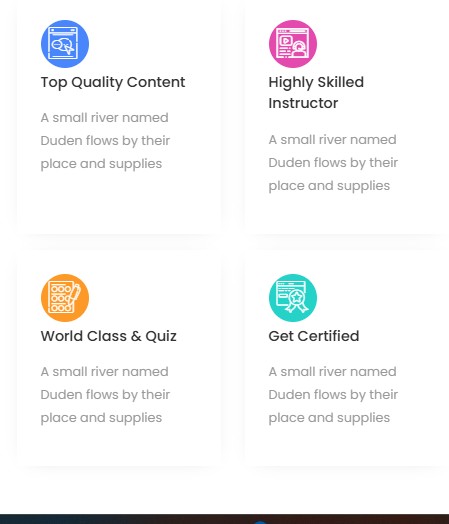 Top Quality Content
A small river named
Duden flows by their
place and supplies
Highly Skilled
Instructor
A small river named
Duden flows by their
place and supplies
World Class & Quiz
A small river named
Duden flows by their
place and supplies
Get Certified
A small river named
Duden flows by their
place and supplies